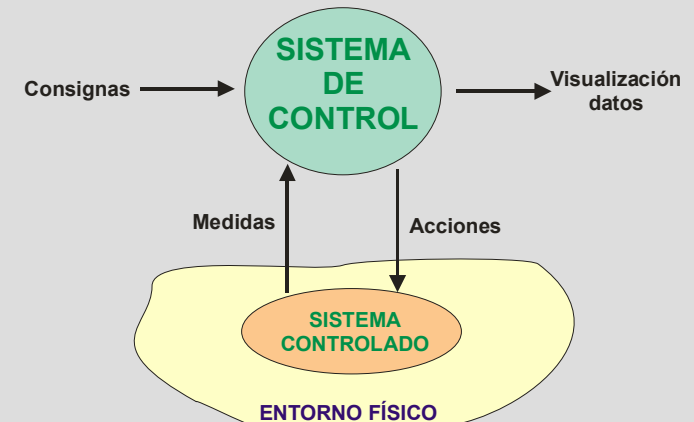 SISTEMA
DE
CONTROL
Consignas
Visualización
datos
Medidas
Acciones
SISTEMA
CONTROLADO
ENTORNO FÍSICO